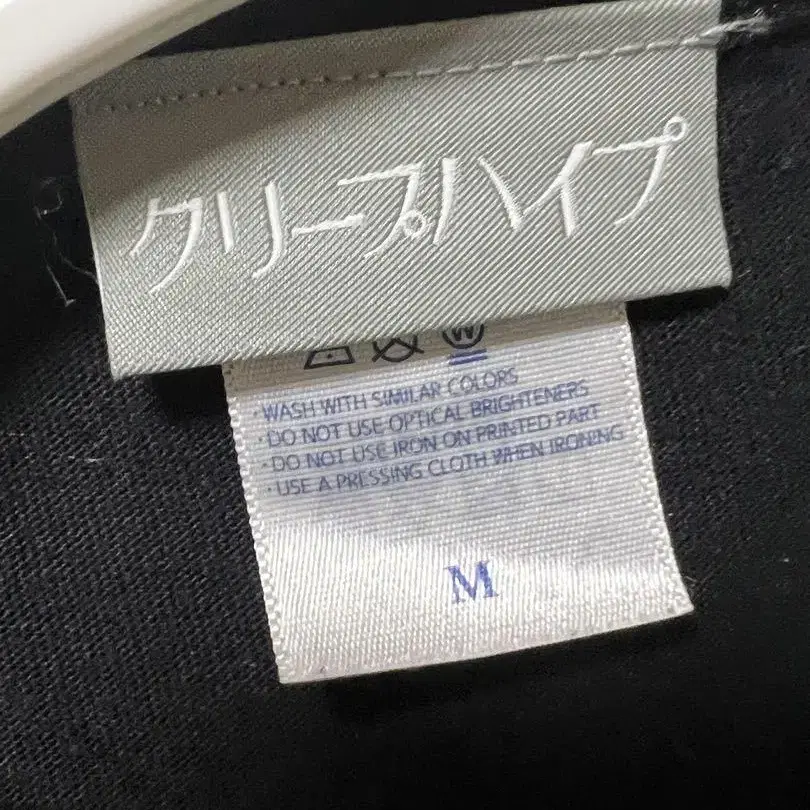 クリープハイプ
W
· WASH WITH SIMILAR COLORS
· DO NOT USE OPTICAL BRIGHTENERS
· DO NOT USE IRON ON PRINTED PART
· USE A PRESSING CLOTH WHEN IRONING
M